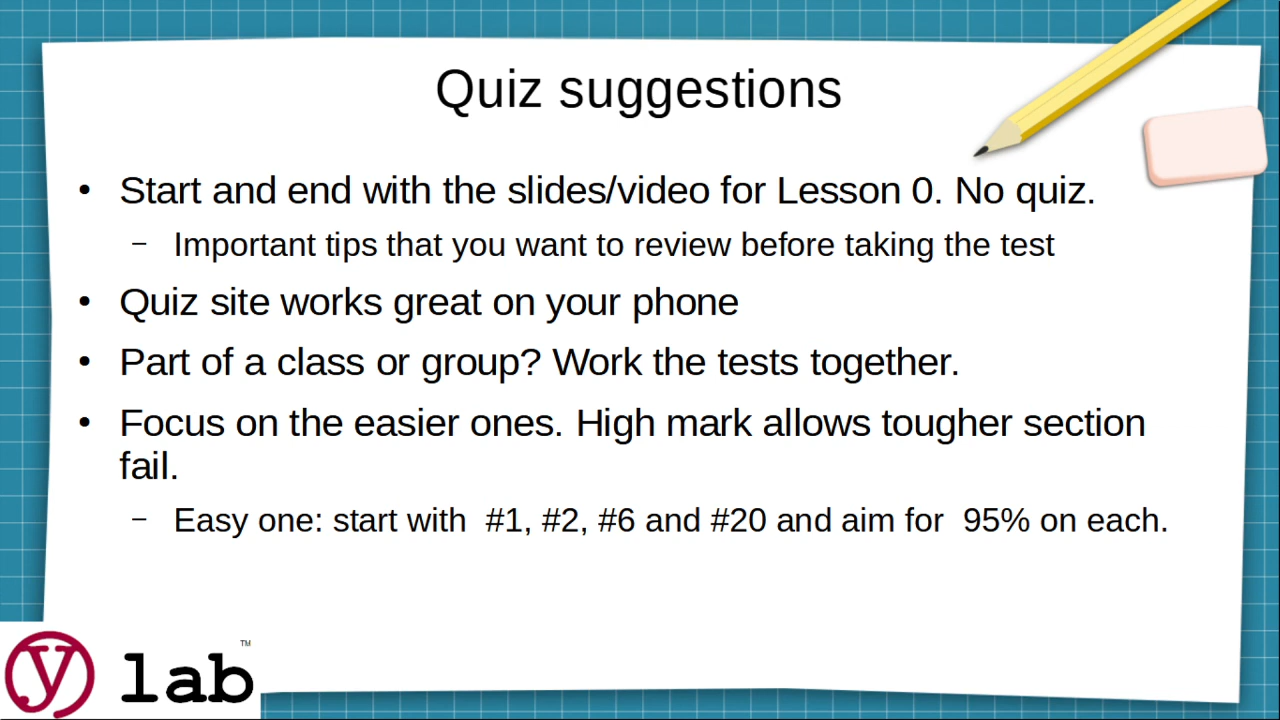 Quiz suggestions
• Start and end with the slides/video for Lesson 0. No quiz.
– Important tips that you want to review before taking the test
• Quiz site works great on your phone
• Part of a class or group? Work the tests together.
• Focus on the easier ones. High mark allows tougher section
fail.
– Easy one: start with  #1, #2, #6 and #20 and aim for  95% on each.
y lab™